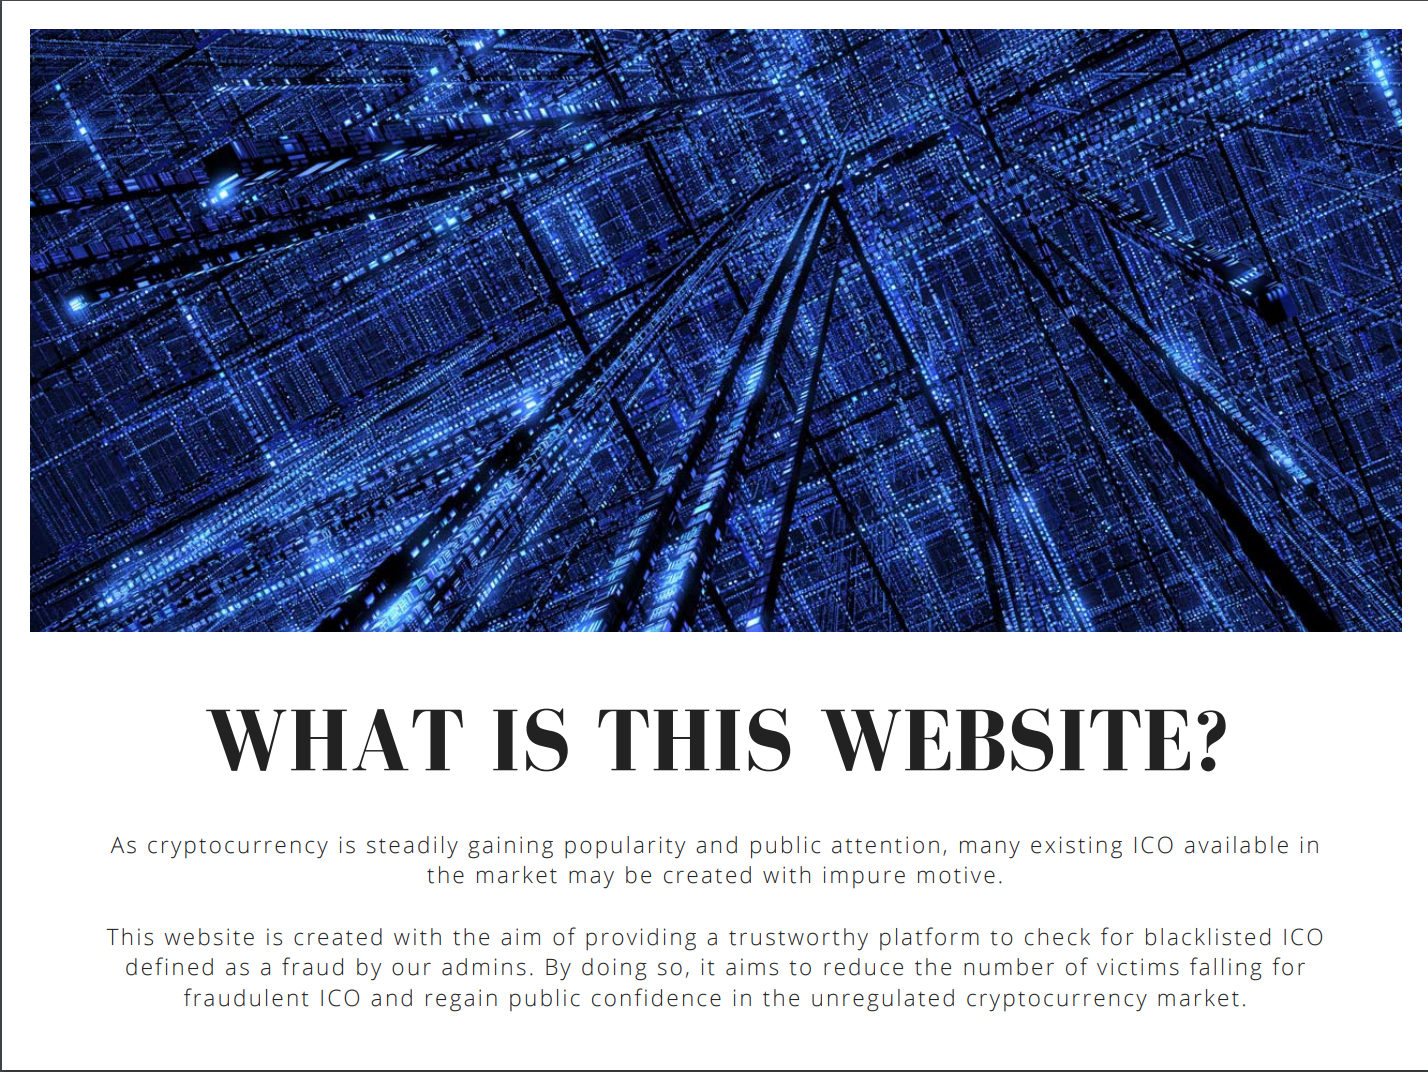 WHAT IS THIS WEBSITE?
As cryptocurrency is steadily gaining popularity and public attention, many existing ICO available in
the market may be created with impure motive.
This website is created with the aim of providing a trustworthy platform to check for blacklisted ICO
defined as a fraud by our admins. By doing so, it aims to reduce the number of victims falling for
fraudulent ICO and regain public confidence in the unregulated cryptocurrency market.